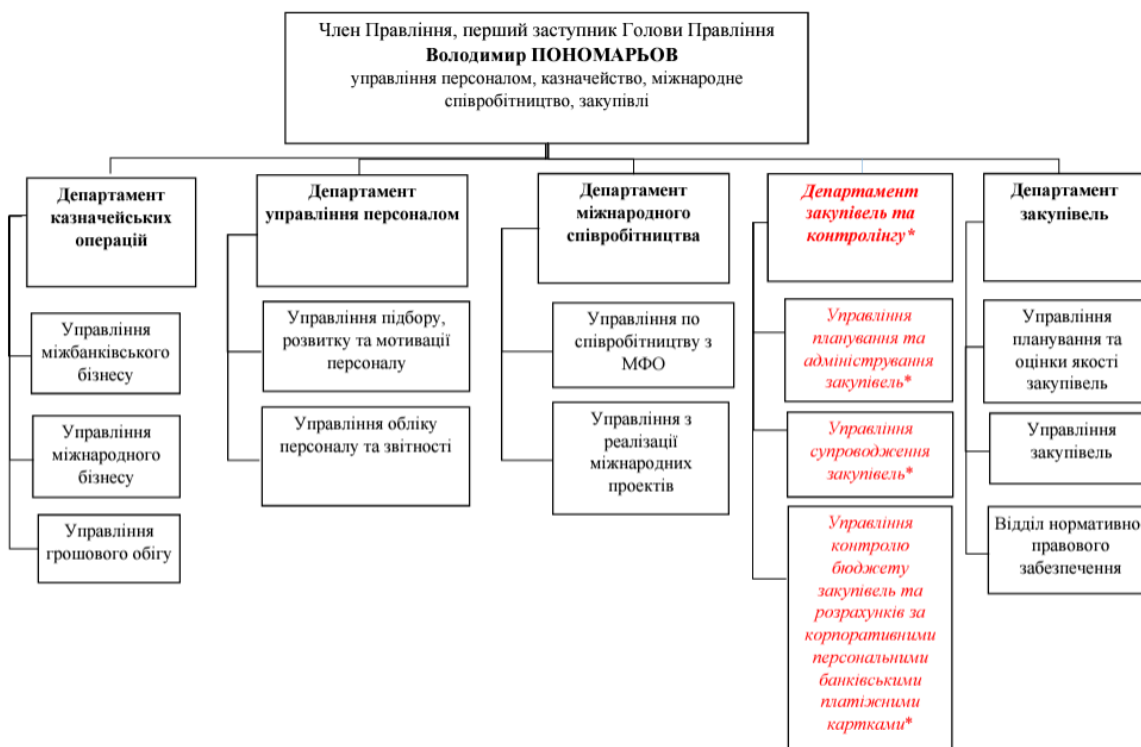 Член Правління, перший заступник Голови Правління
Володимир ПОНОМАРЬОВ
управління персоналом, казначейство, міжнародне
співробітництво, закупівлі
Департамент
казначейських
операцій
Управління
міжбанківського
бізнесу
Управління
міжнародного
бізнесу
Управління
грошового обігу
Департамент
управління персоналом
Управління підбору,
розвитку та мотивації
персоналу
Управління обліку
персоналу та звітності
Департамент
міжнародного
співробітництва
Управління по
співробітництву з
МФО
Управління з
реалізації
міжнародних
проектів
Департамент
закупівель та
контролінгу*
Управління
планування та
адміністрування
закупівель*
Управління
супроводження
закупівель*
Управління
контролю
бюджету
закупівель та
розрахунків за
корпоративними
персональними
банківськими
платіжними
картками*
Департамент
закупівель
Управління
планування та
оцінки якості
закупівель
Управління
закупівель
Відділ нормативно
правового
забезпечення